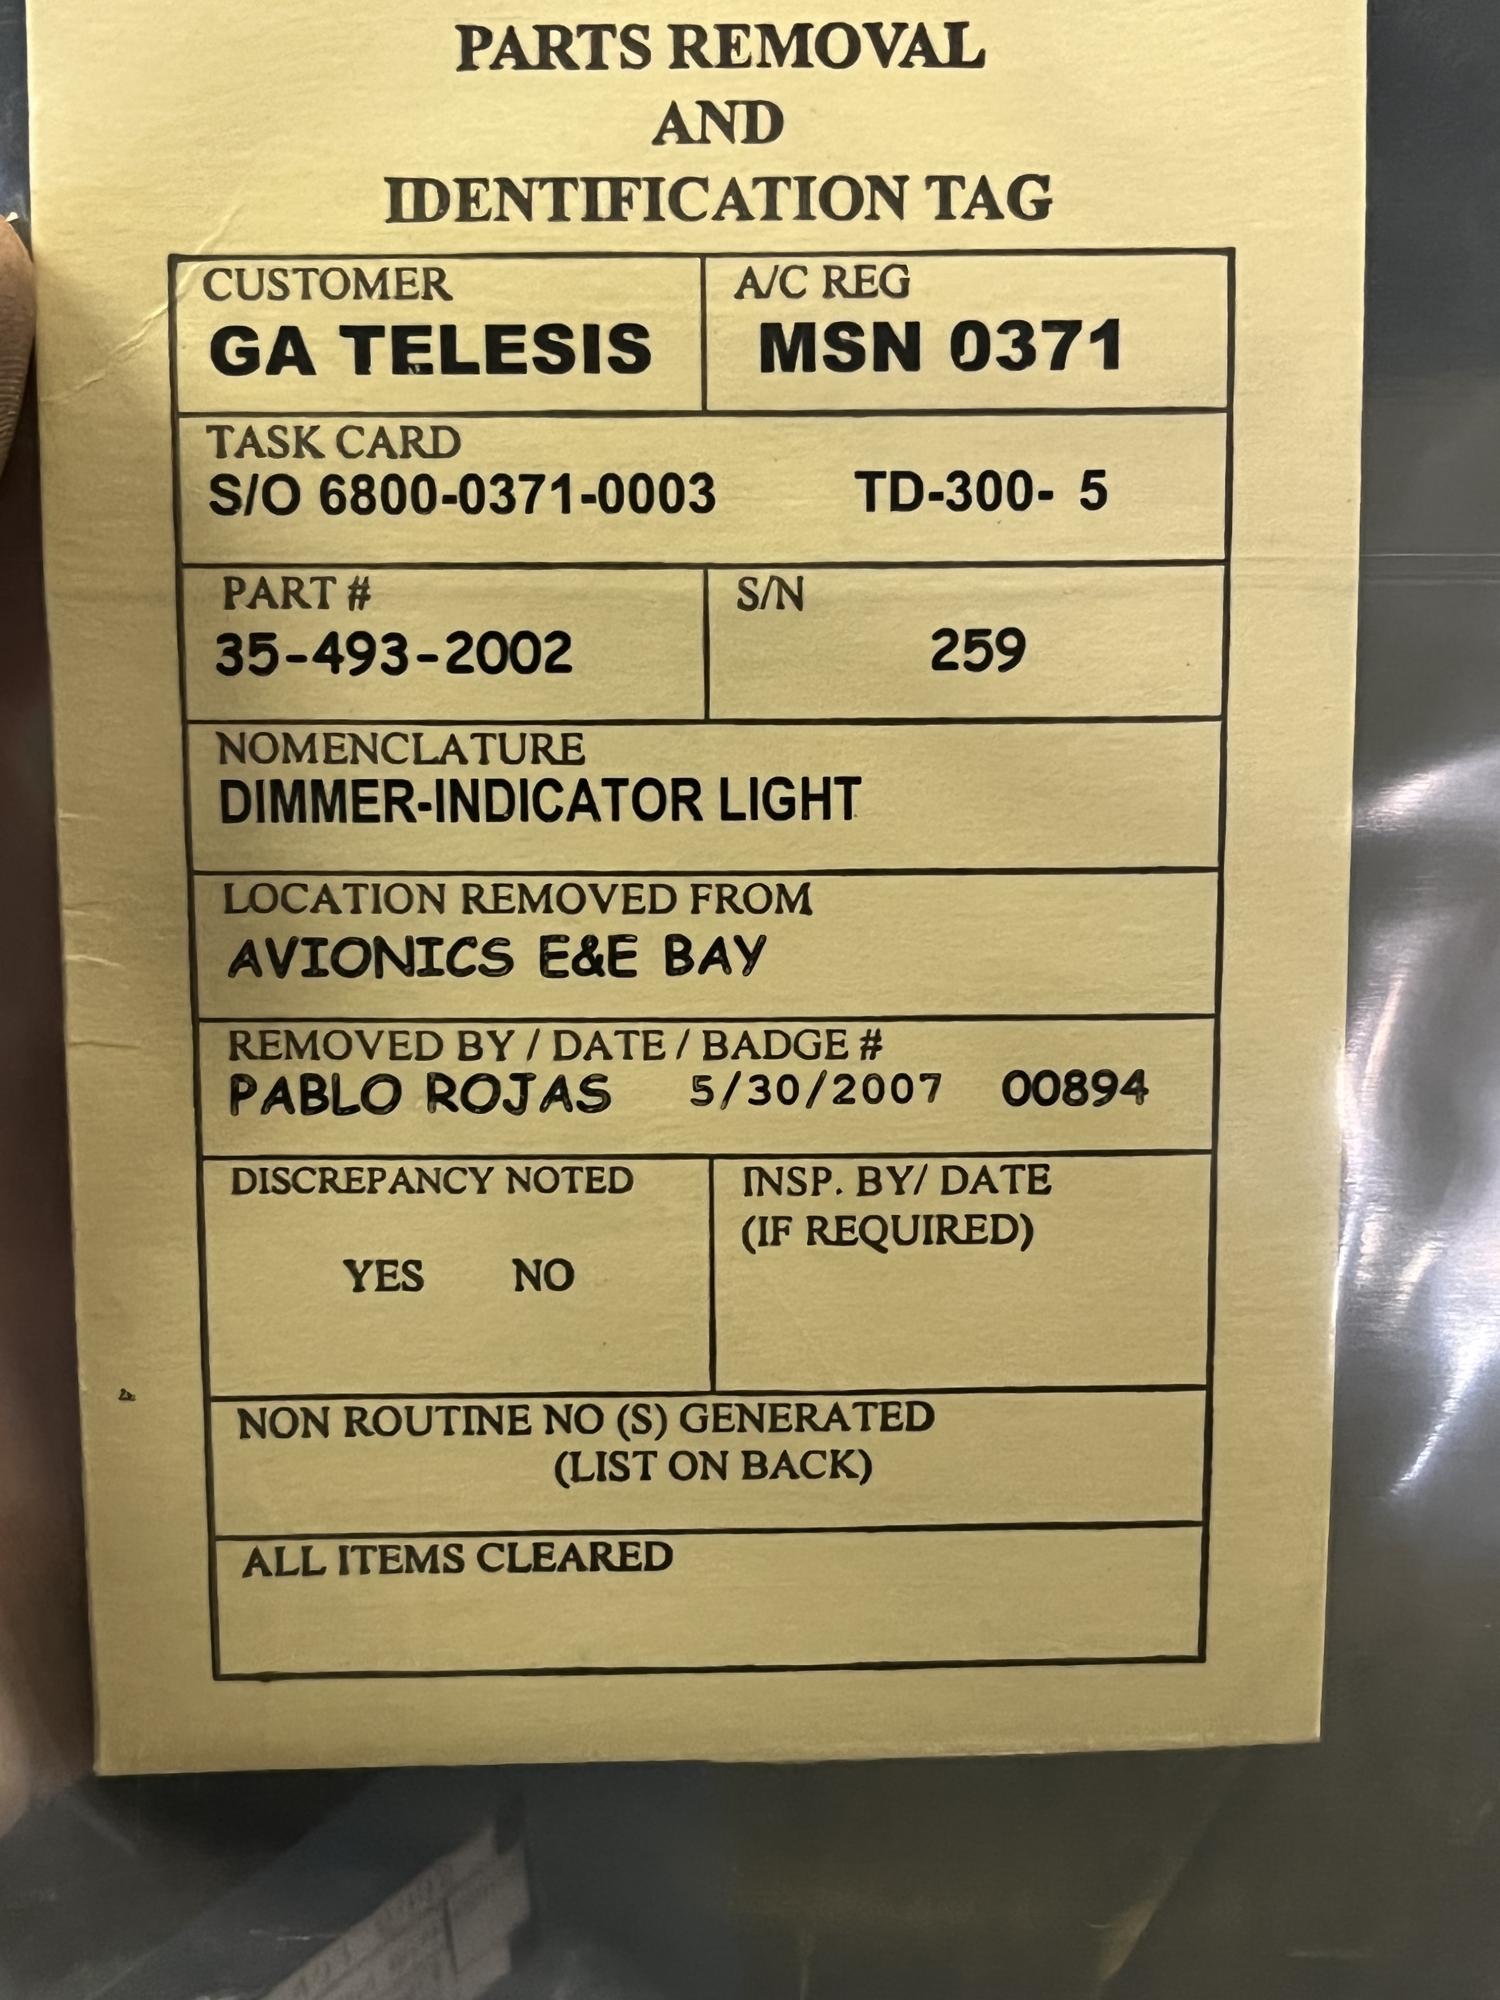 PARTS REMOVAL
AND
IDENTIFICATION TAG
CUSTOMER
GA TELESIS
A/C REG
MSN 0371
TASK CARD
S/O 6800-0371-0003 TD-300- 5
PART #
35-493-2002
S/N
259
NOMENCLATURE
DIMMER-INDICATOR LIGHT
LOCATION REMOVED FROM
AVIONICS E&E BAY
REMOVED BY / DATE / BADGE #
PABLO ROJAS 5/30/2007 00894
DISCREPANCY NOTED
YES NO
INSP. BY/ DATE
(IF REQUIRED)
NON ROUTINE NO (S) GENERATED
(LIST ON BACK)
ALL ITEMS CLEARED